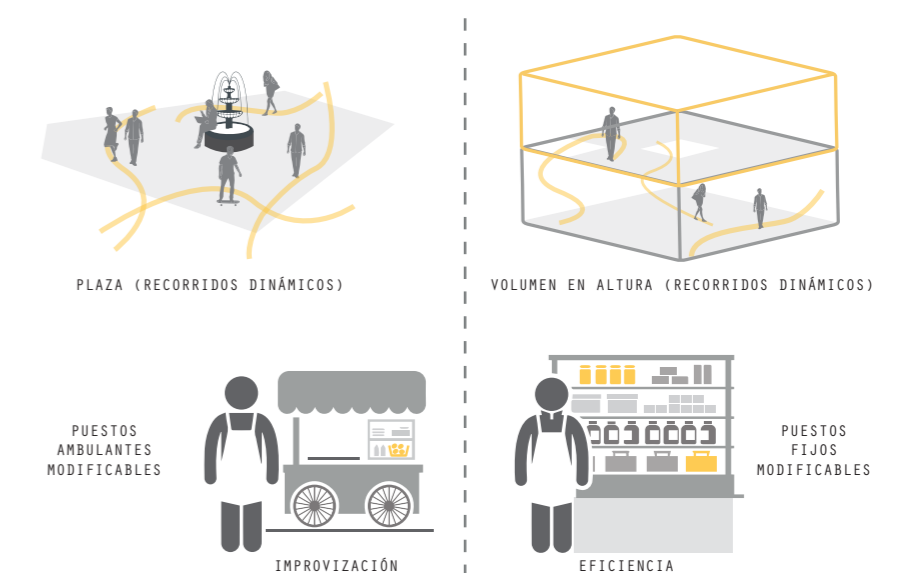 PLAZA (RECORRIDOS DINÁMICOS)
VOLUMEN EN ALTURA (RECORRIDOS DINÁMICOS)
PUESTOS
AMBULANTES
MODIFICABLES
PUESTOS
FIJOS
MODIFICABLES
IMPROVIZACIÓN
EFICIENCIA